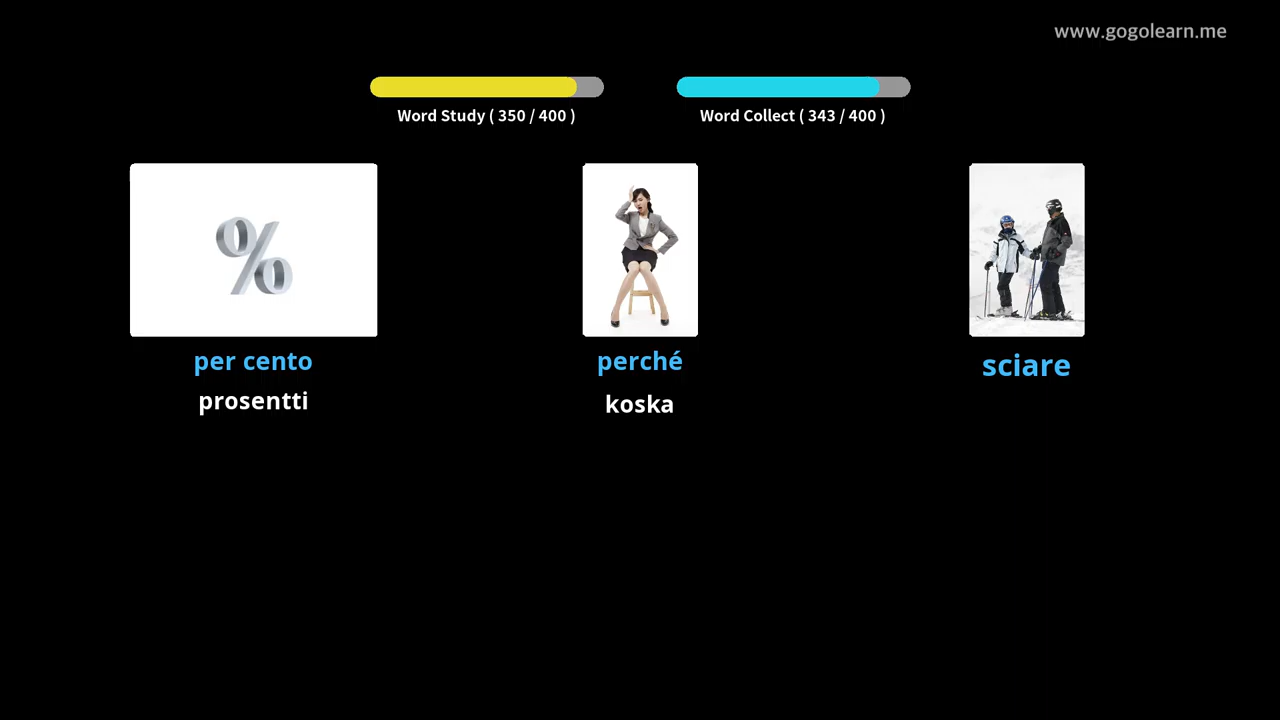 www.gogolearn.me
Word Study ( 350 / 400 )
Word Collect ( 343 / 400 )
%
per cento
perché
sciare
prosentti
koska